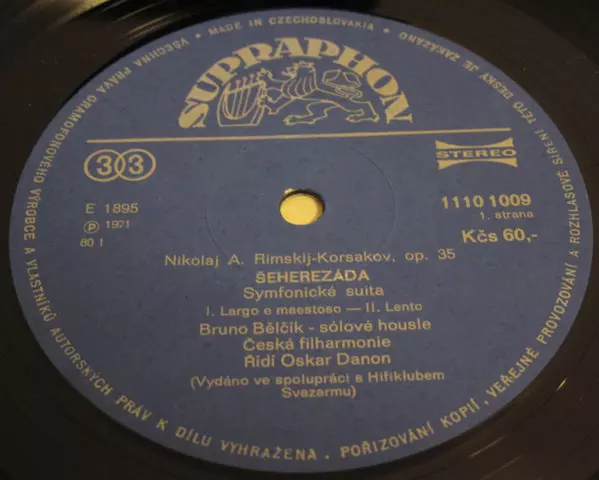 SUPRAPHON
VŠECHNA PRÁVA GRAMOFONOVÉHO VÝROBCE A VLASTNÍKŮ AUTORSKÝCH PRÁV K DÍLU VYHRAŽENA. POŘIZOVÁNÍ KOPIÍ, VEŘEJNÉ PROVOZOVÁNÍ A ROZHLASOVÉ ŠÍŘENÍ TÉTO DESKY JE ZAKÁZÁNO • MADE IN CZECHOSLOVAKIA •
33
STEREO
E 1895
Ⓟ 1971
80 1
1110 1009
1. strana
Kčs 60,-
Nikolaj A. Rimskij-Korsakov, op. 35
ŠEHEREZÁDA
Symfonická suita
I. Largo e maestoso — II. Lento
Bruno Bělčik - sólové housle
Česká filharmonie
Řídí Oskar Danon
(Vydáno ve spolupráci s Hifiklubem
Svazarmu)